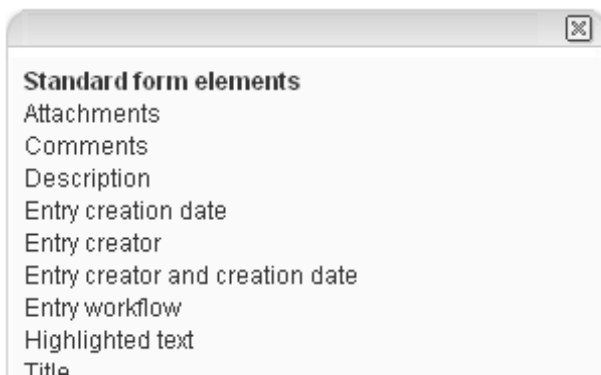 Standard form elements
Attachments
Comments
Description
Entry creation date
Entry creator
Entry creator and creation date
Entry workflow
Highlighted text
Title